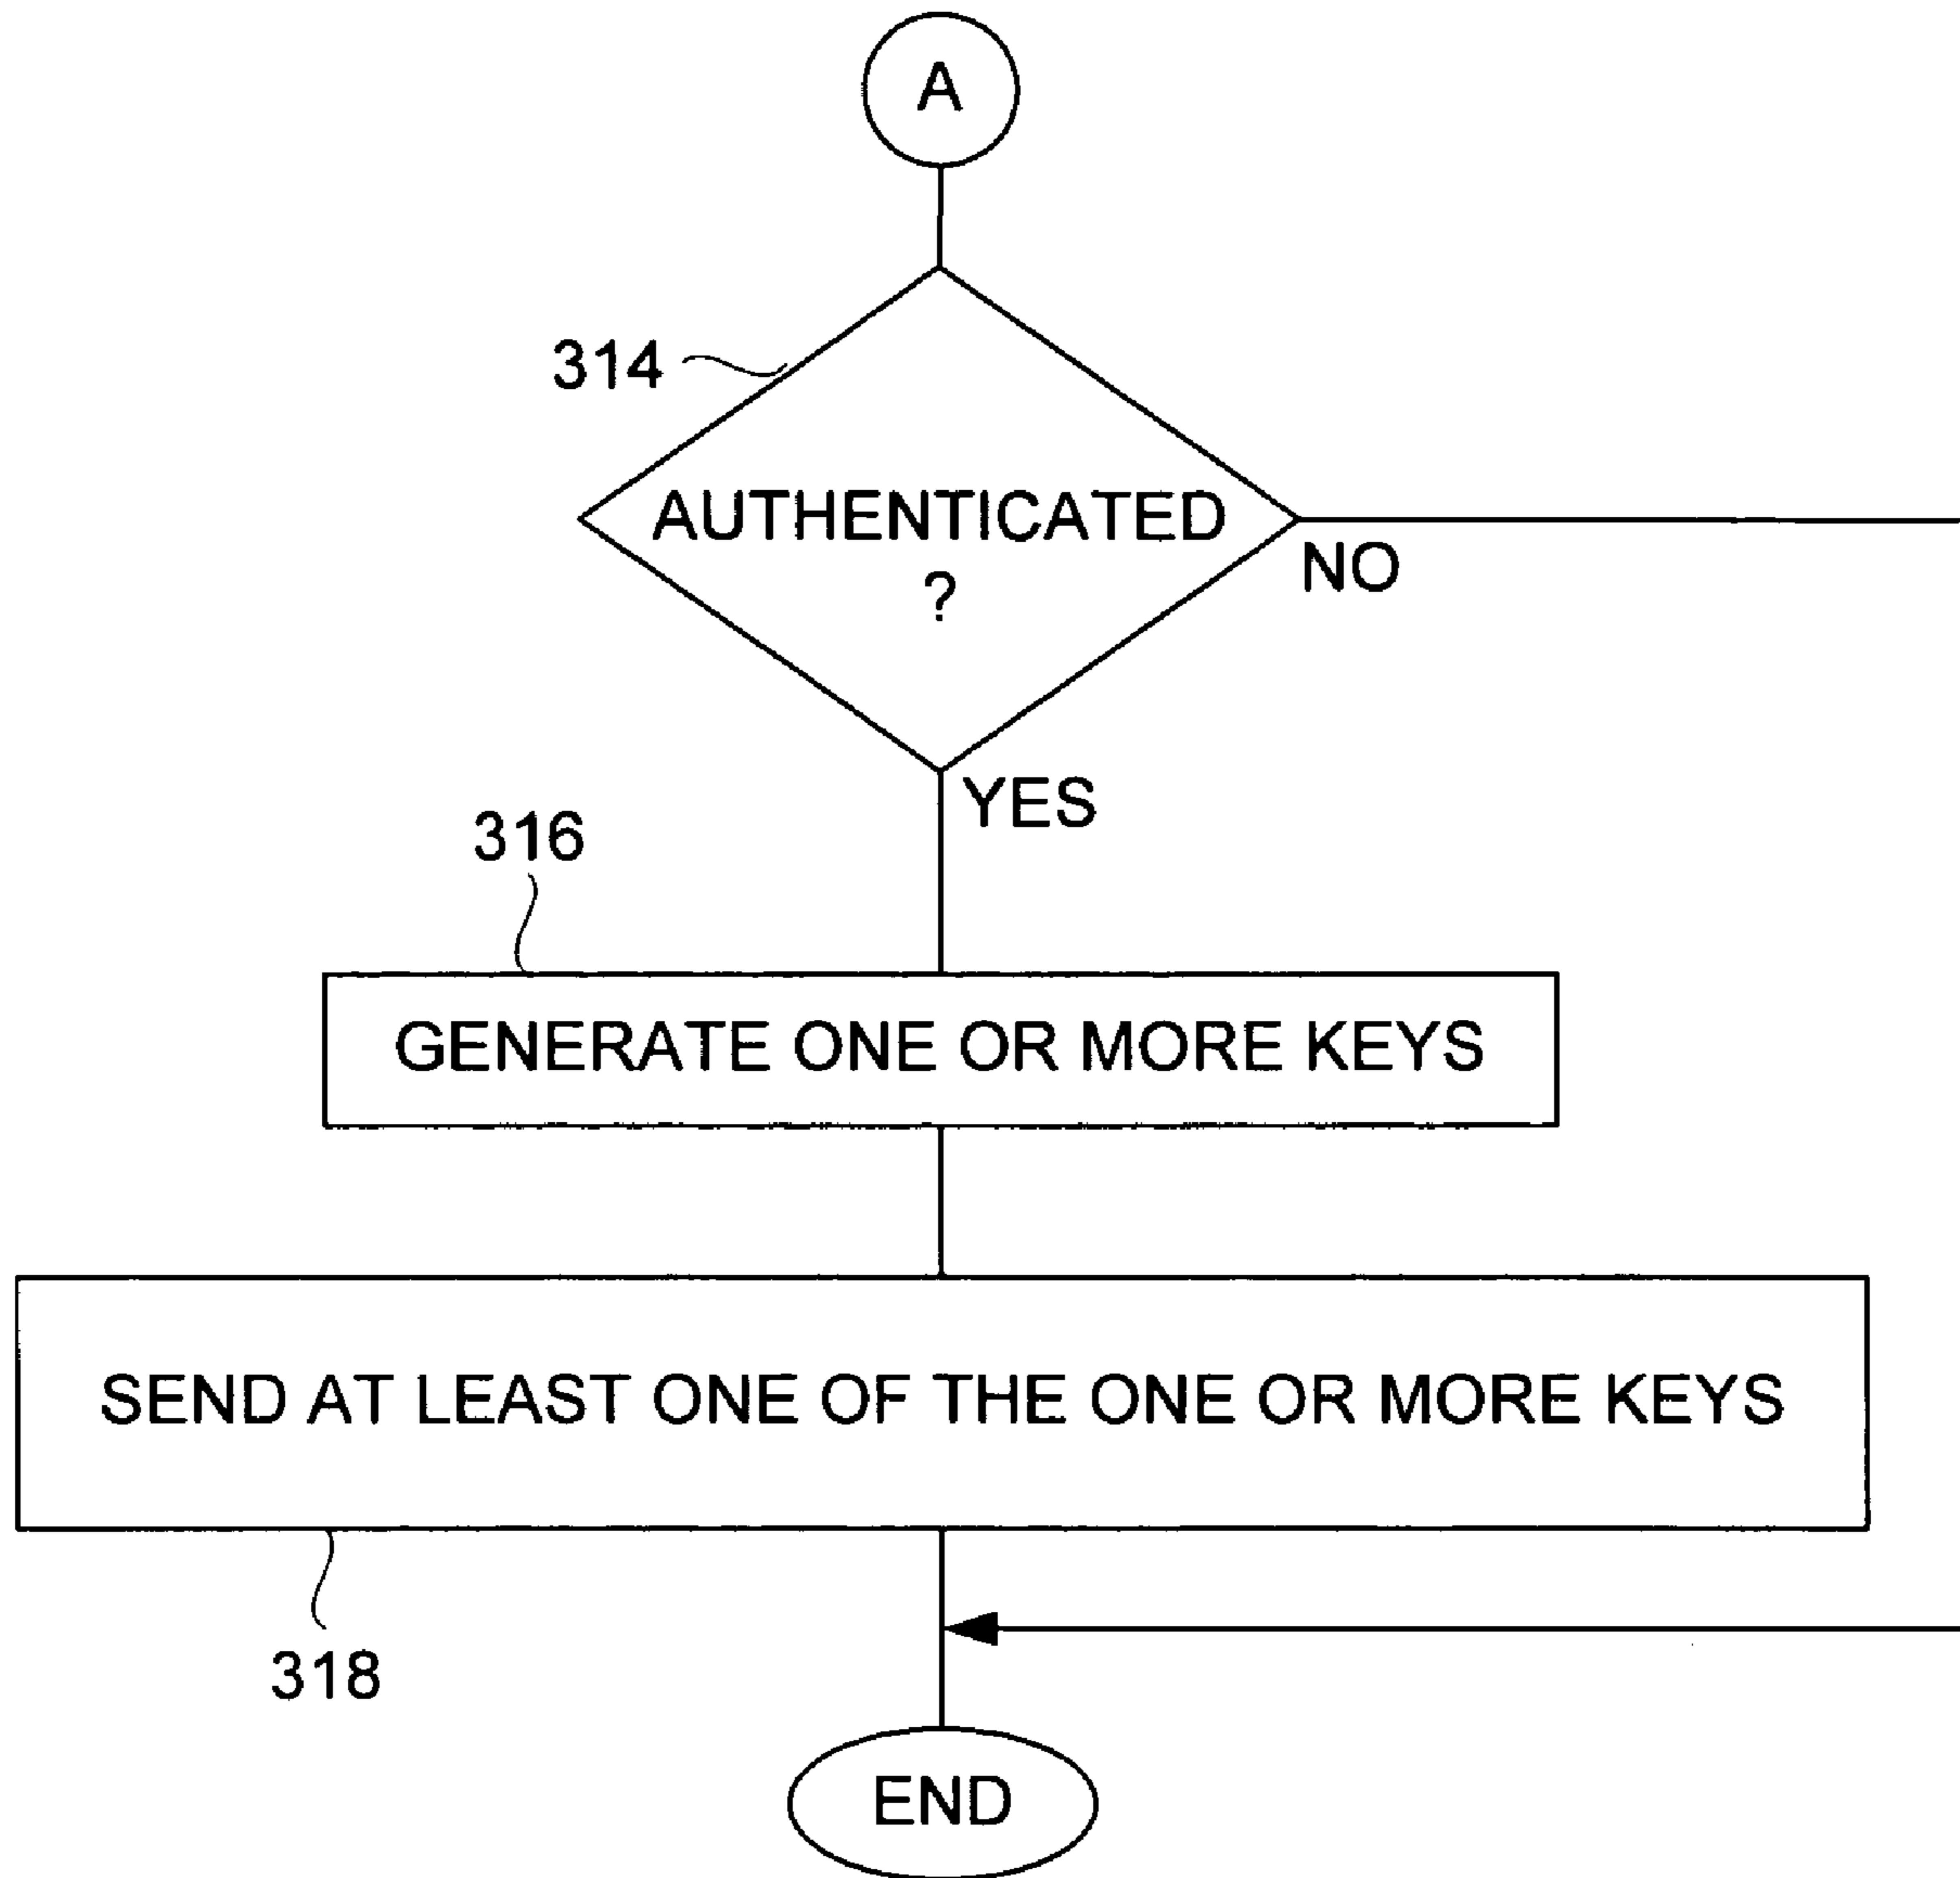 A
314
AUTHENTICATED
?
NO
YES
316
GENERATE ONE OR MORE KEYS
SEND AT LEAST ONE OF THE ONE OR MORE KEYS
318
END